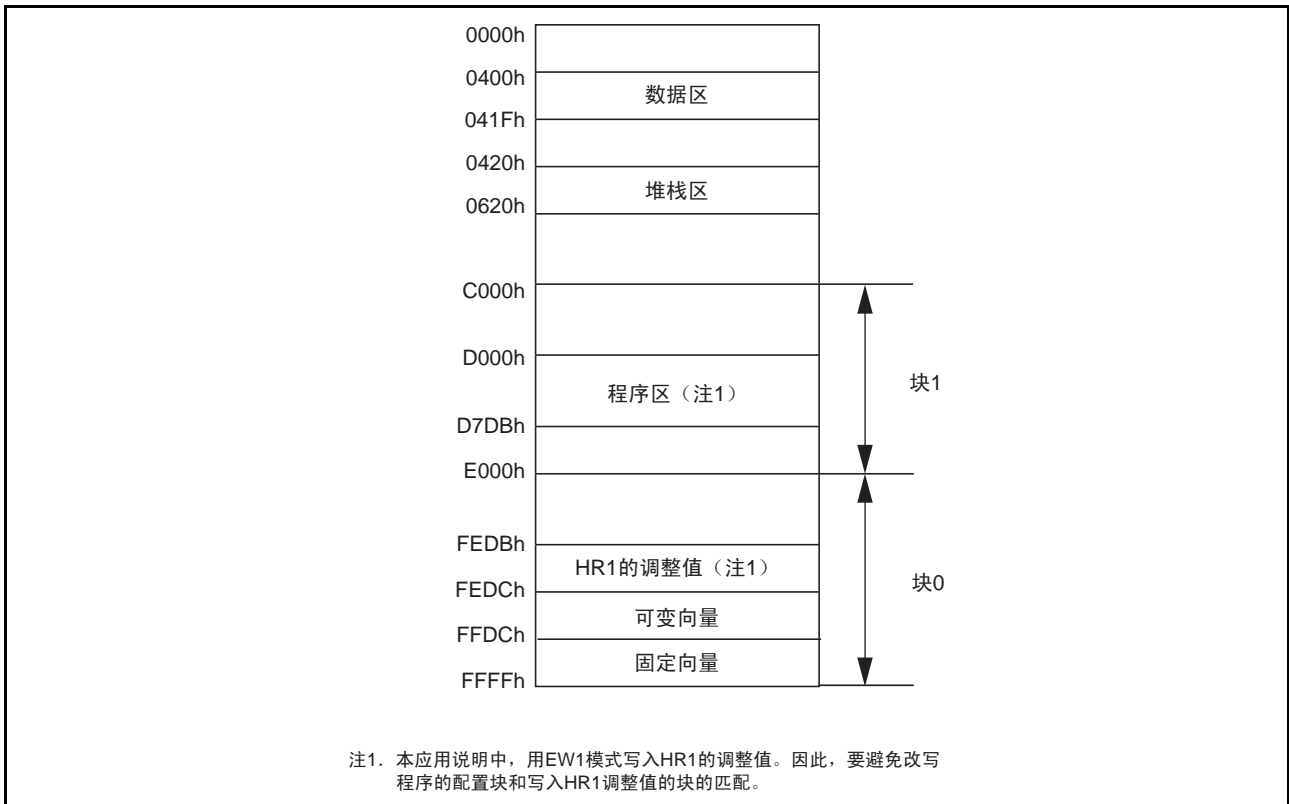 0000h
0400h
数据区
041Fh
0420h
堆栈区
0620h
C000h
D000h
块1
程序区（注1）
D7DBh
E000h
FEDBh
HR1的调整值（注1）
FEDCh
块0
可变向量
FFDCh
固定向量
FFFFh
注1. 本应用说明中，用EW1模式写入HR1的调整值。因此，要避免改写
程序的配置块和写入HR1调整值的块的匹配。